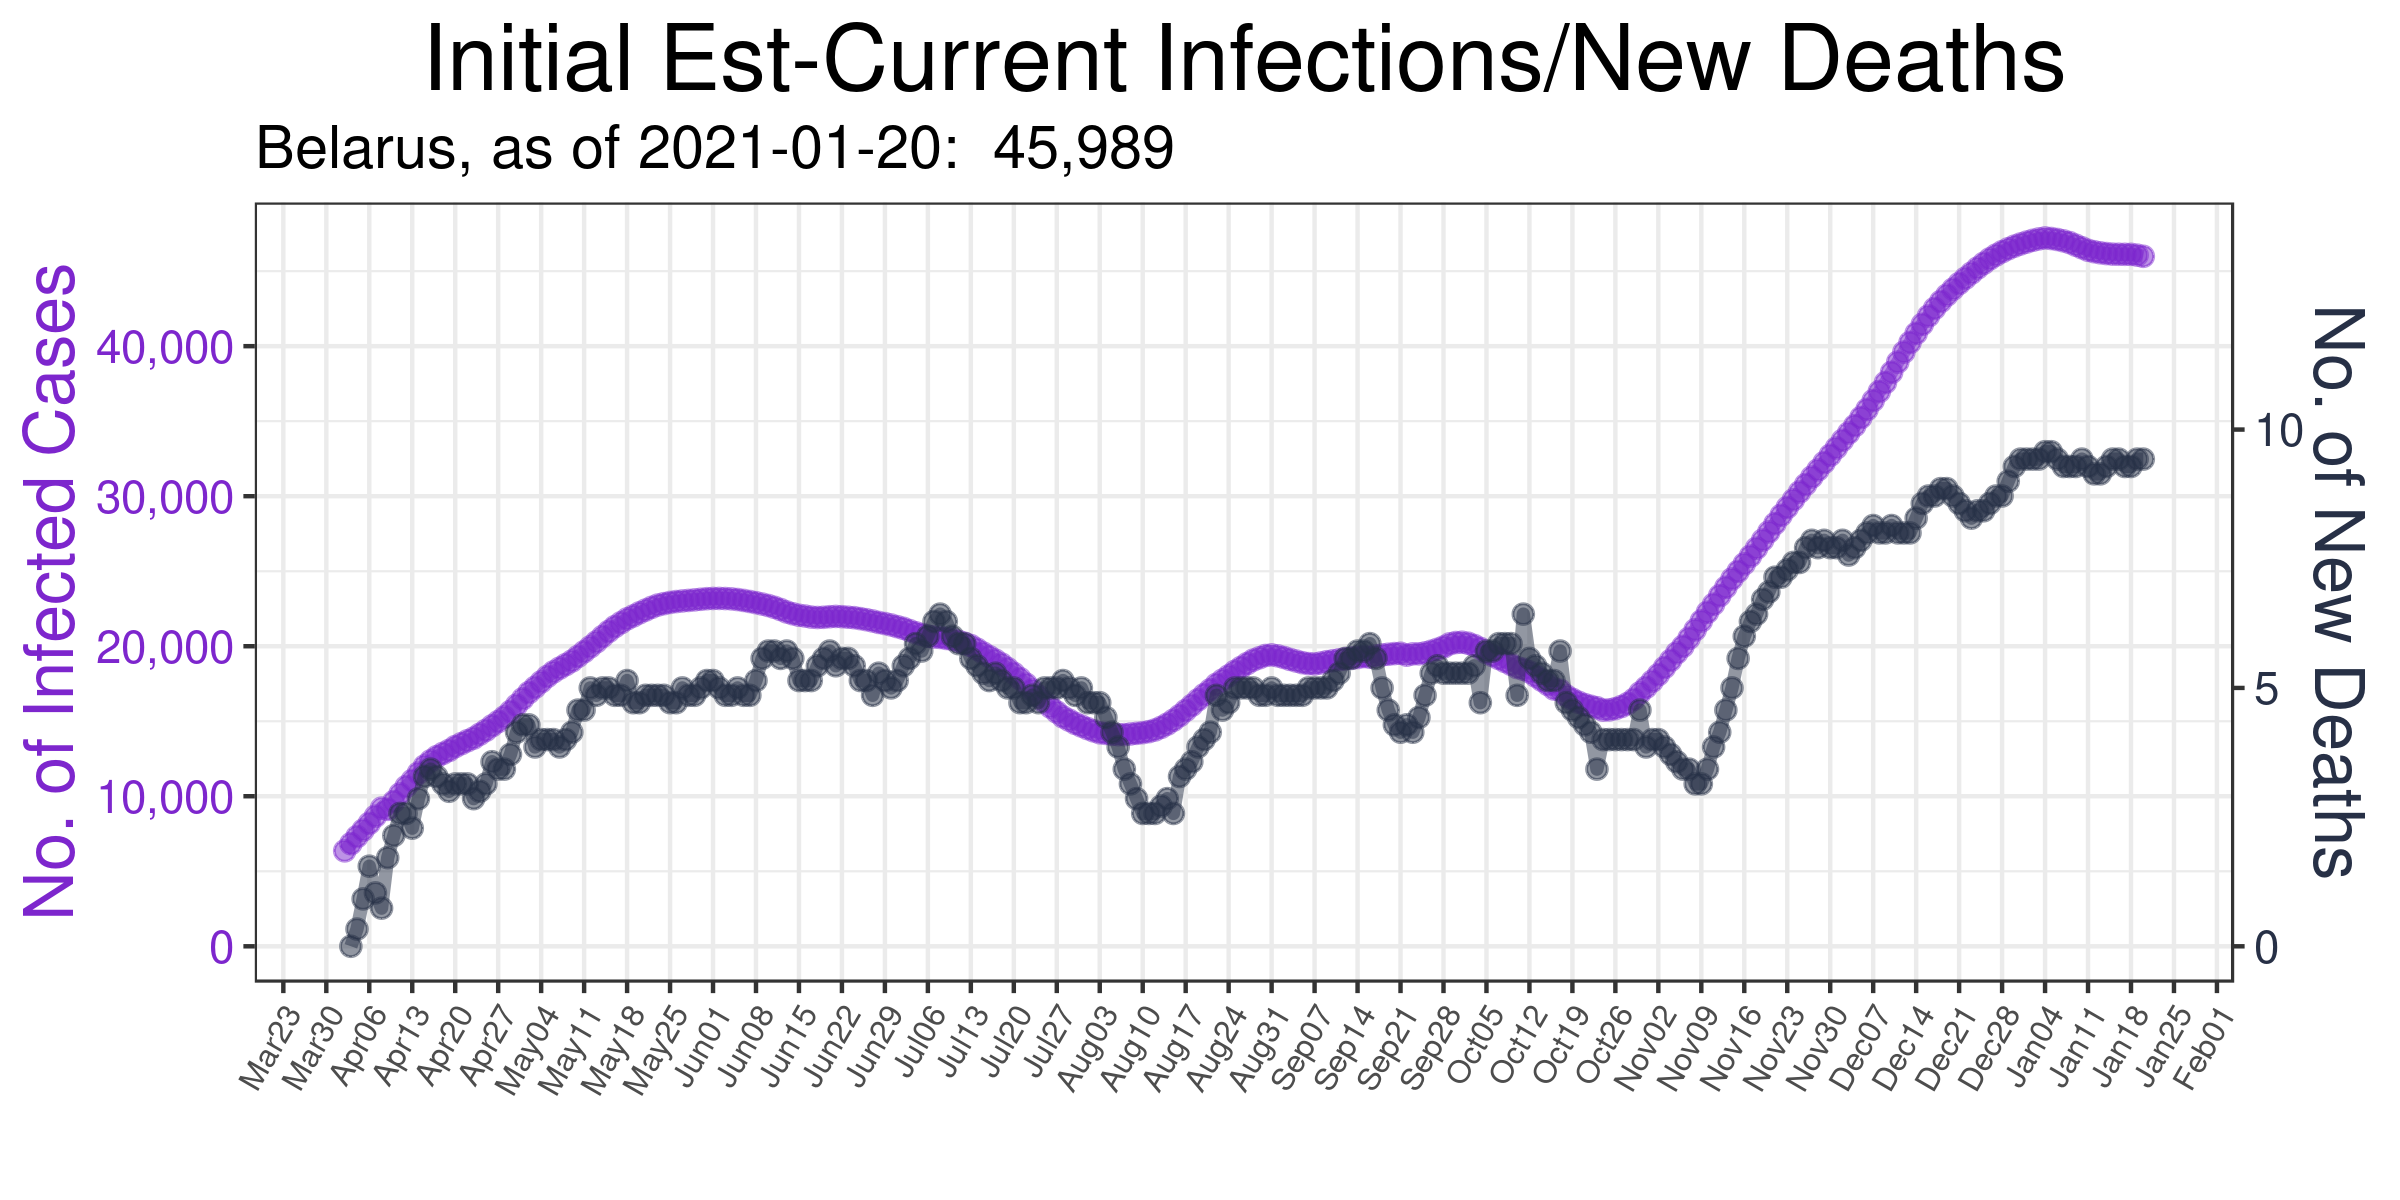 Initial Est-Current Infections/New Deaths
Belarus, as of 2021-01-20:  45,989
No. of Infected Cases
40,000
30,000
20,000
10,000
0
No. of New Deaths
10
5
0
Mar23
Mar30
Apr06
Apr13
Apr20
Apr27
May04
May11
May18
May25
Jun01
Jun08
Jun15
Jun22
Jun29
Jul06
Jul13
Jul20
Jul27
Aug03
Aug10
Aug17
Aug24
Aug31
Sep07
Sep14
Sep21
Sep28
Oct05
Oct12
Oct19
Oct26
Nov02
Nov09
Nov16
Nov23
Nov30
Dec07
Dec14
Dec21
Dec28
Jan04
Jan11
Jan18
Jan25
Feb01